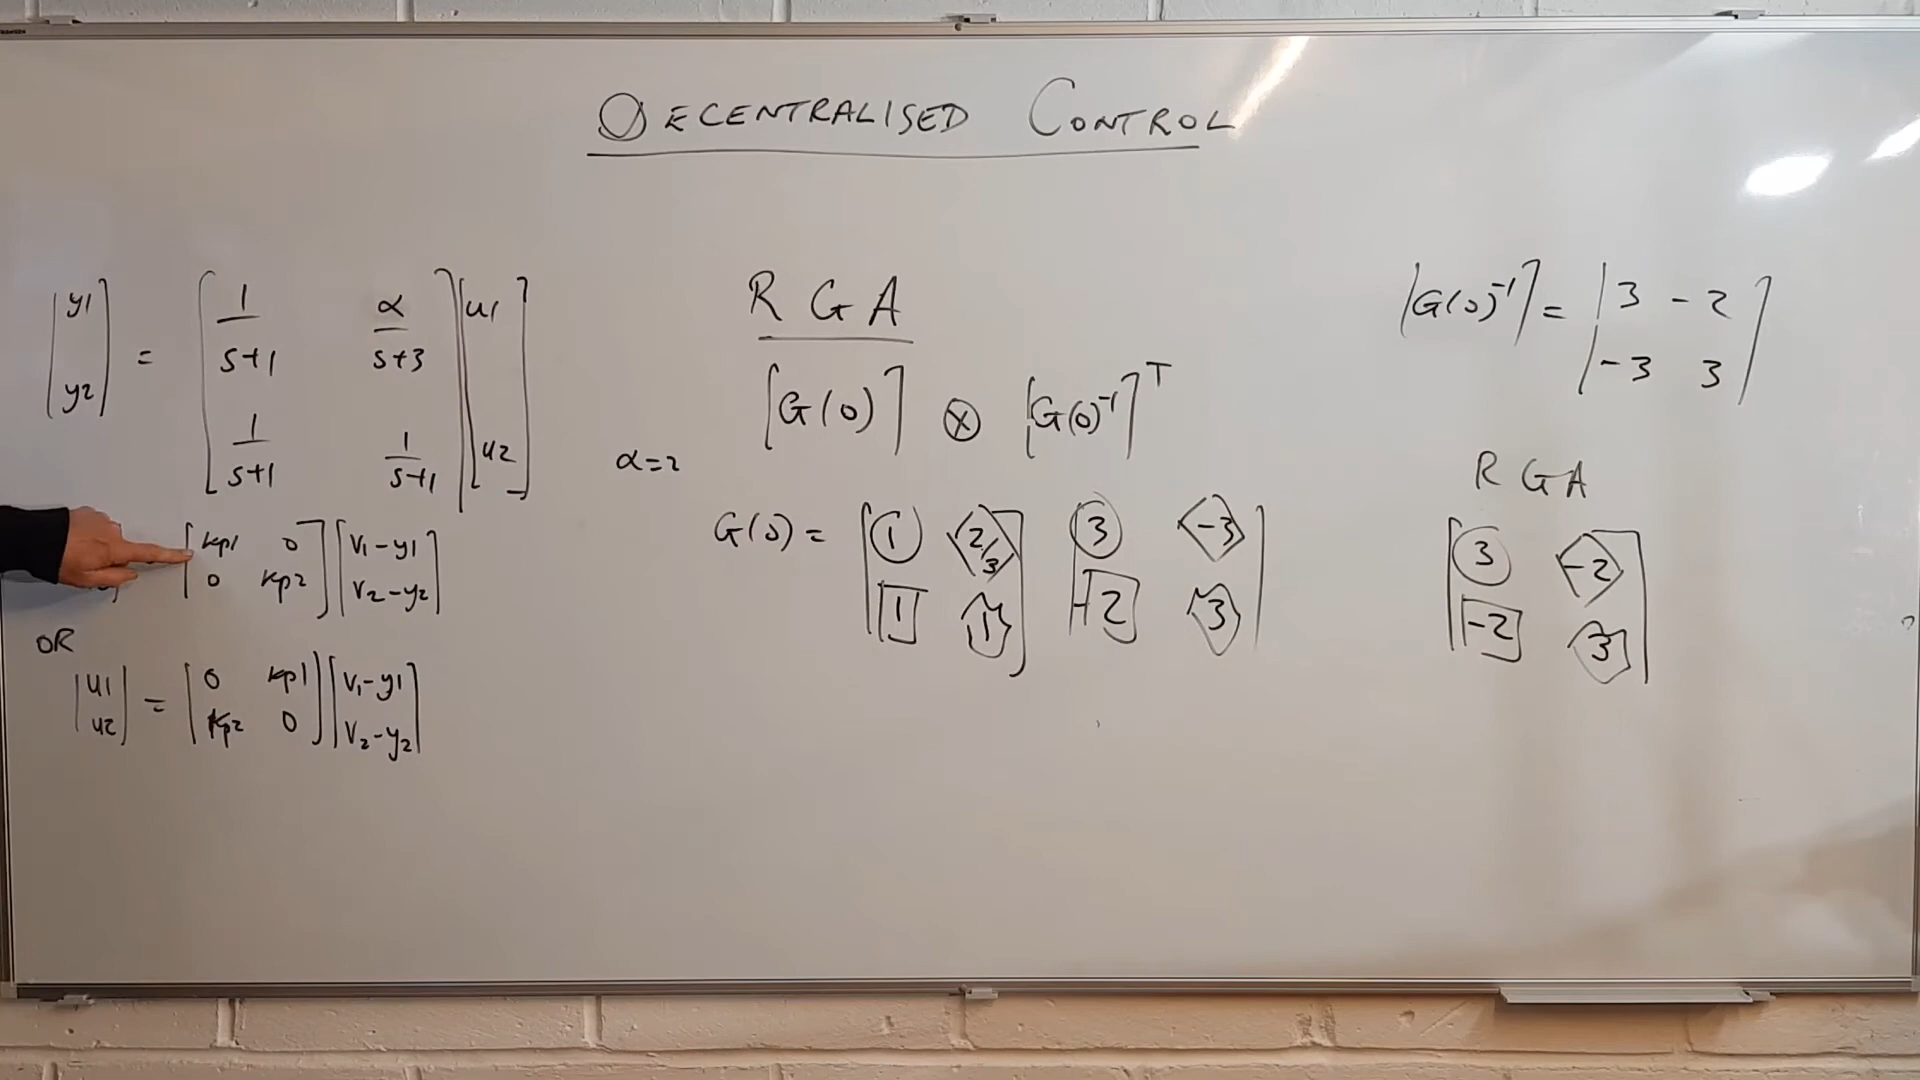 DECENTRALISED CONTROL
[y1
y2] = [1/(s+1) α/(s+3)
1/(s+1) 1/(s+1)] [u1
u2]
[kp1 0
0 kp2] [v1-y1
v2-y2]
OR
[u1
u2] = [0 kp1
kp2 0] [v1-y1
v2-y2]
α=2
RGA
[G(0)] ⊗ [G(0)⁻¹]ᵀ
G(0) = [1 2/3
1 1] [3 -3
-2 3]
[G(0)⁻¹] = [3 -2
-3 3]
RGA
[3 -2
-2 3]